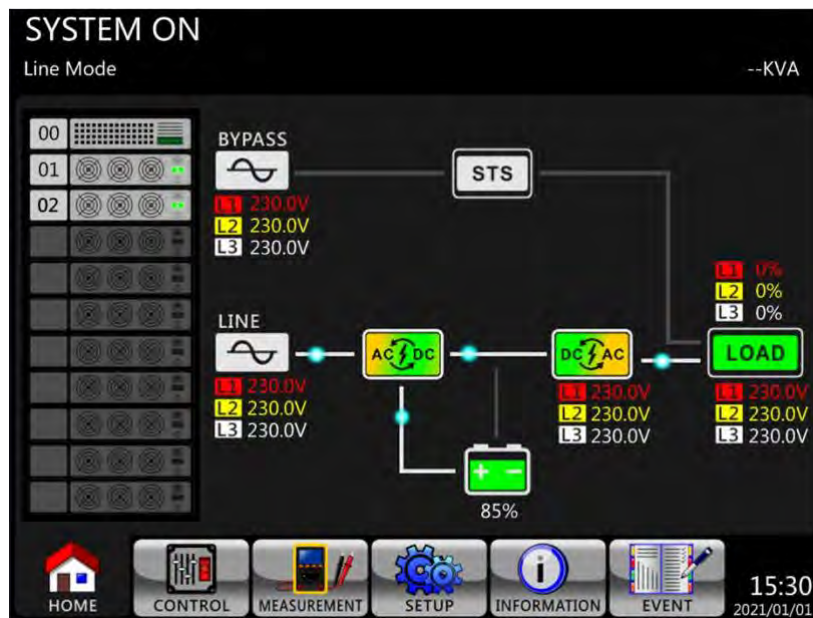 SYSTEM ON
Line Mode
--KVA
00
01
02
BYPASS
L1 230.0V
L2 230.0V
L3 230.0V
STS
L1 0%
L2 0%
L3 0%
LINE
AC DC
DC AC
LOAD
L1 230.0V
L2 230.0V
L3 230.0V
L1 230.0V
L2 230.0V
L3 230.0V
L1 230.0V
L2 230.0V
L3 230.0V
+ -
85%
HOME
CONTROL
MEASUREMENT
SETUP
INFORMATION
EVENT
15:30
2021/01/01